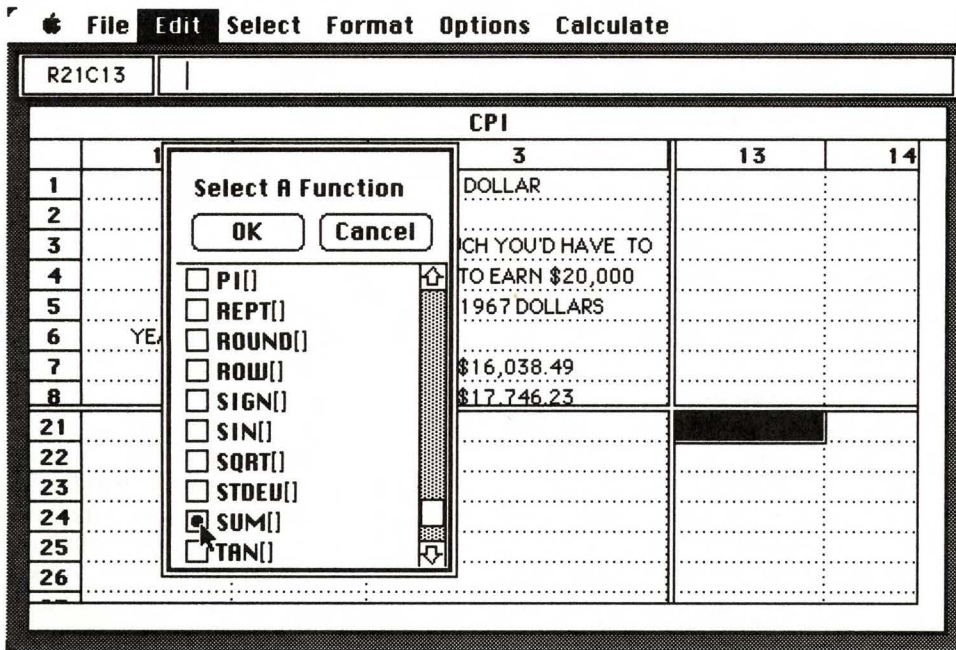 File Edit Select Format Options Calculate
R21C13
CPI
1 3 13 14
1 DOLLAR
2
3 CH YOU'D HAVE TO
4 TO EARN $20,000
5 1967 DOLLARS
6 YEA
7 $16,038.49
8 $17,746.23
21
22
23
24
25
26
Select A Function
OK Cancel
PI[]
REPT[]
ROUND[]
ROW[]
SIGN[]
SIN[]
SQRT[]
STDEV[]
SUM[]
TAN[]